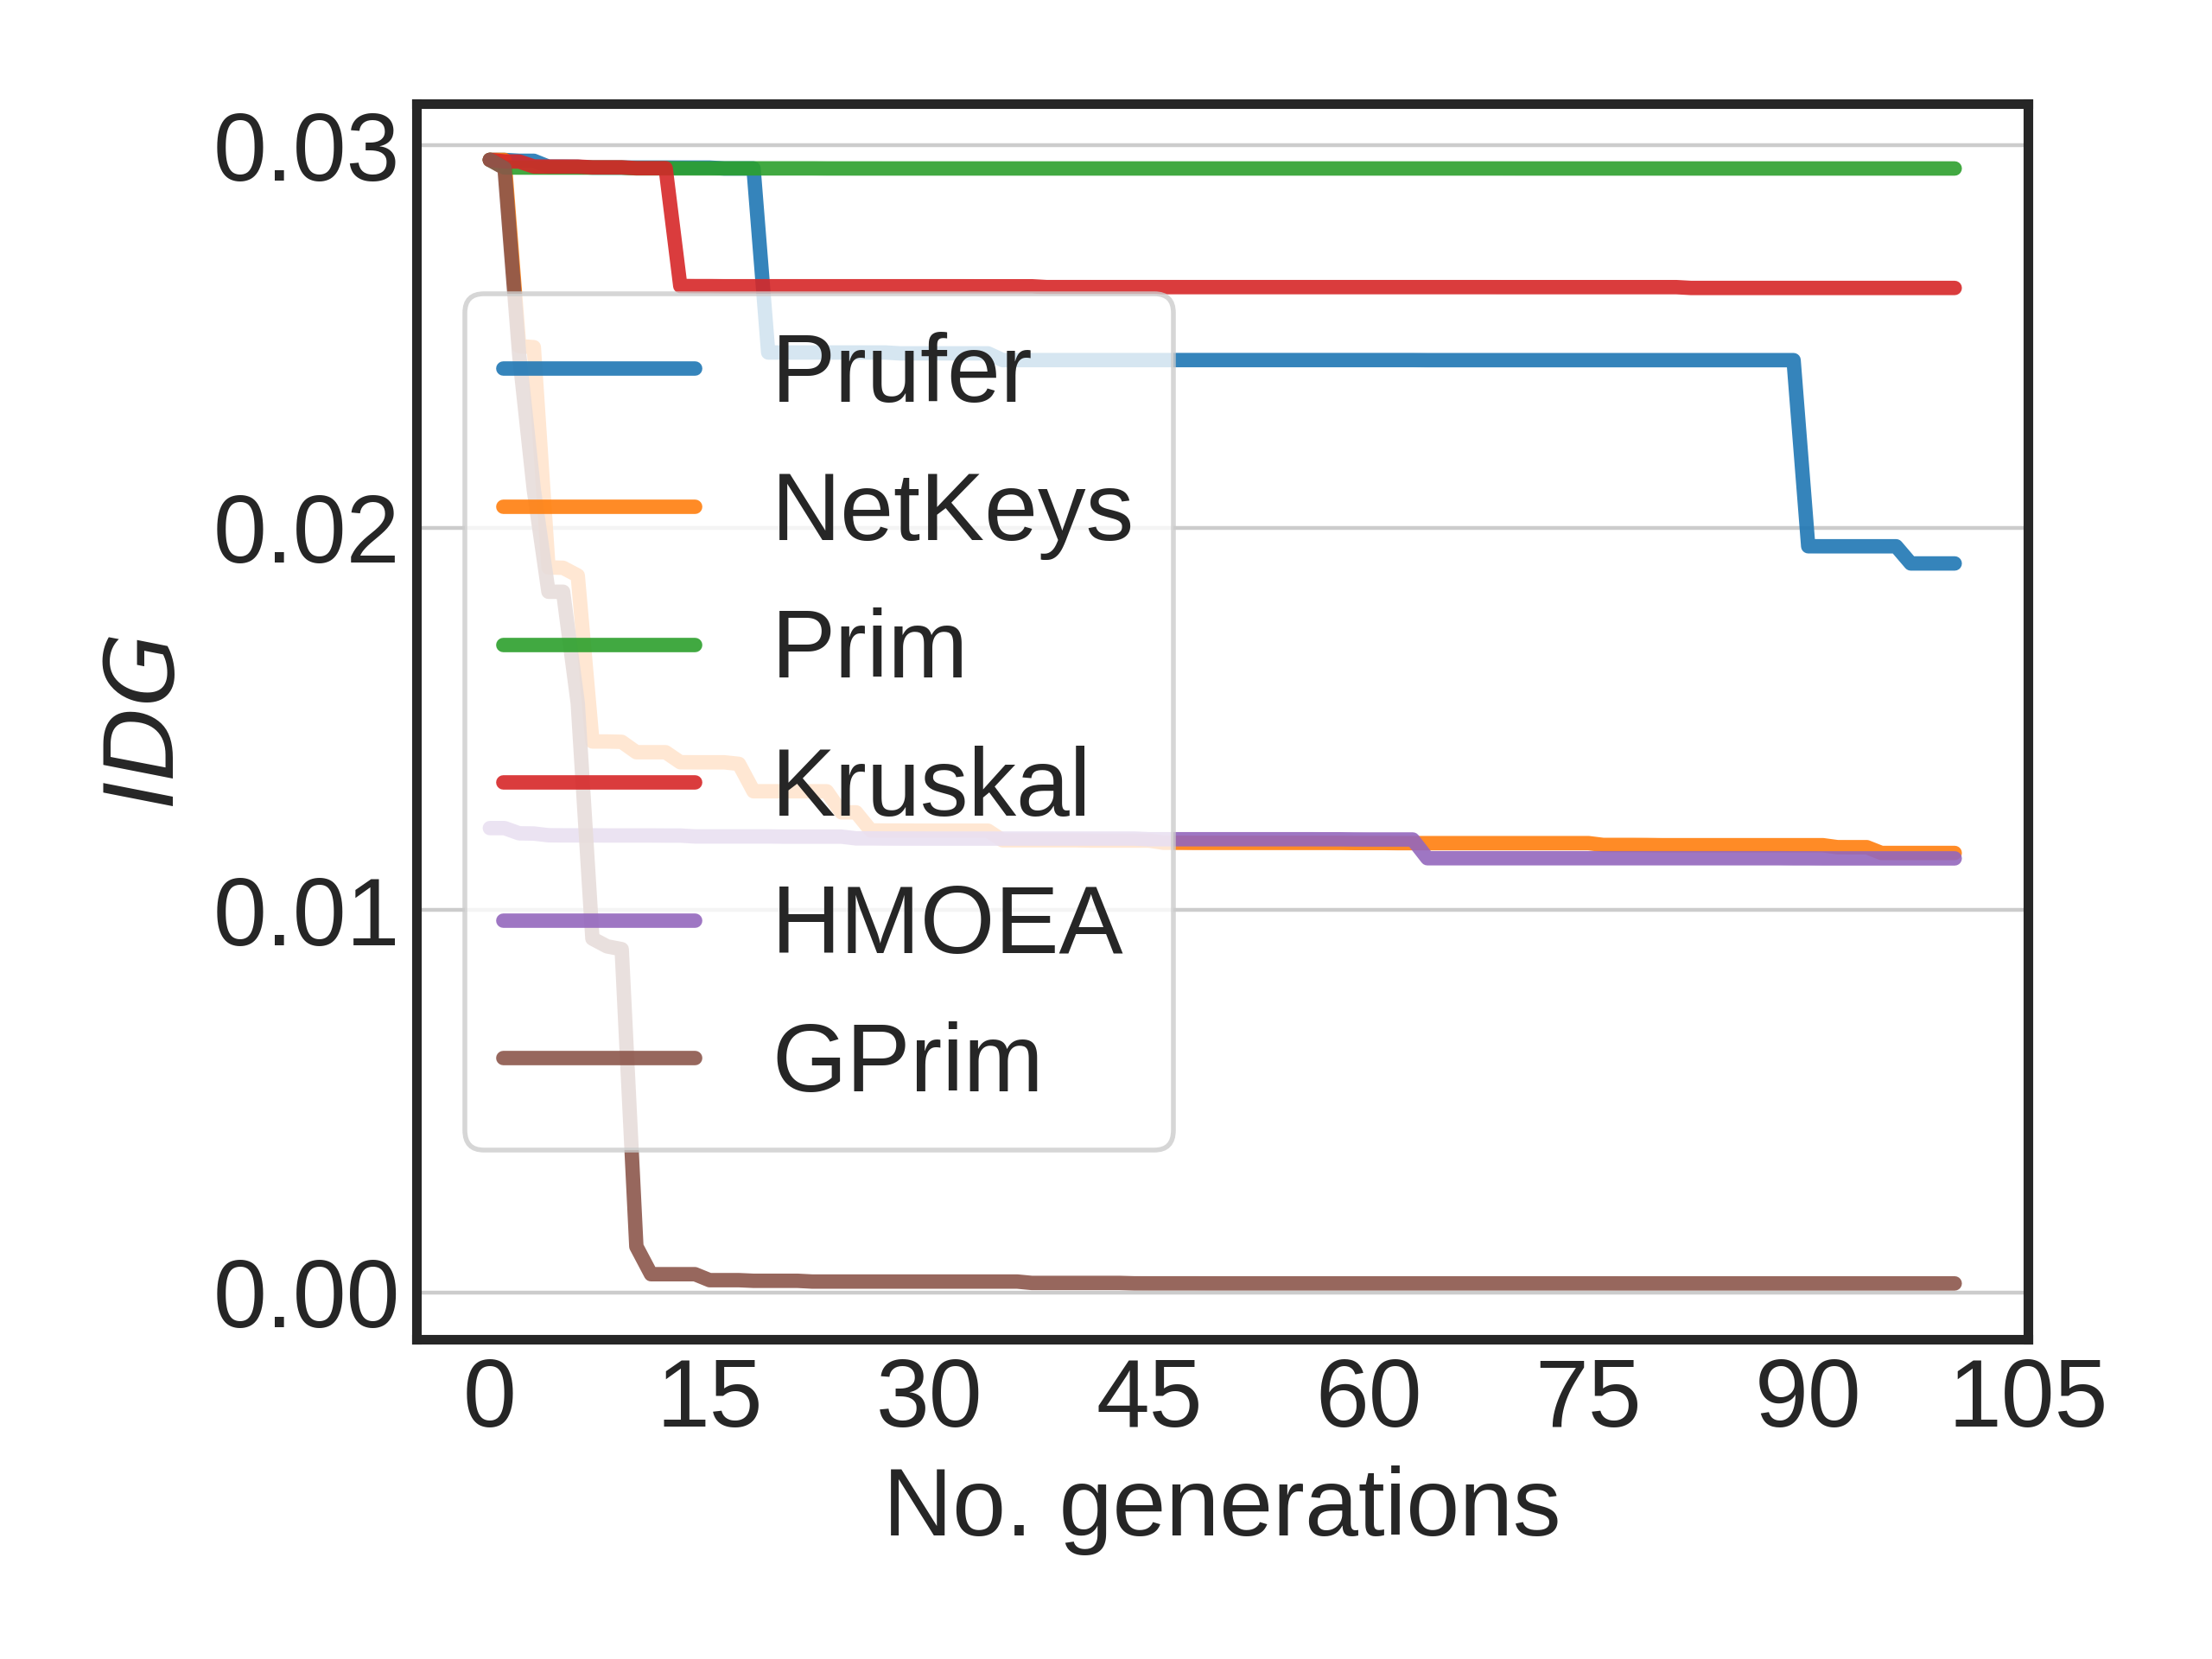 0.03
0.02
0.01
0.00
IDG
Prufer
NetKeys
Prim
Kruskal
HMOEA
GPrim
0 15 30 45 60 75 90 105
No. generations